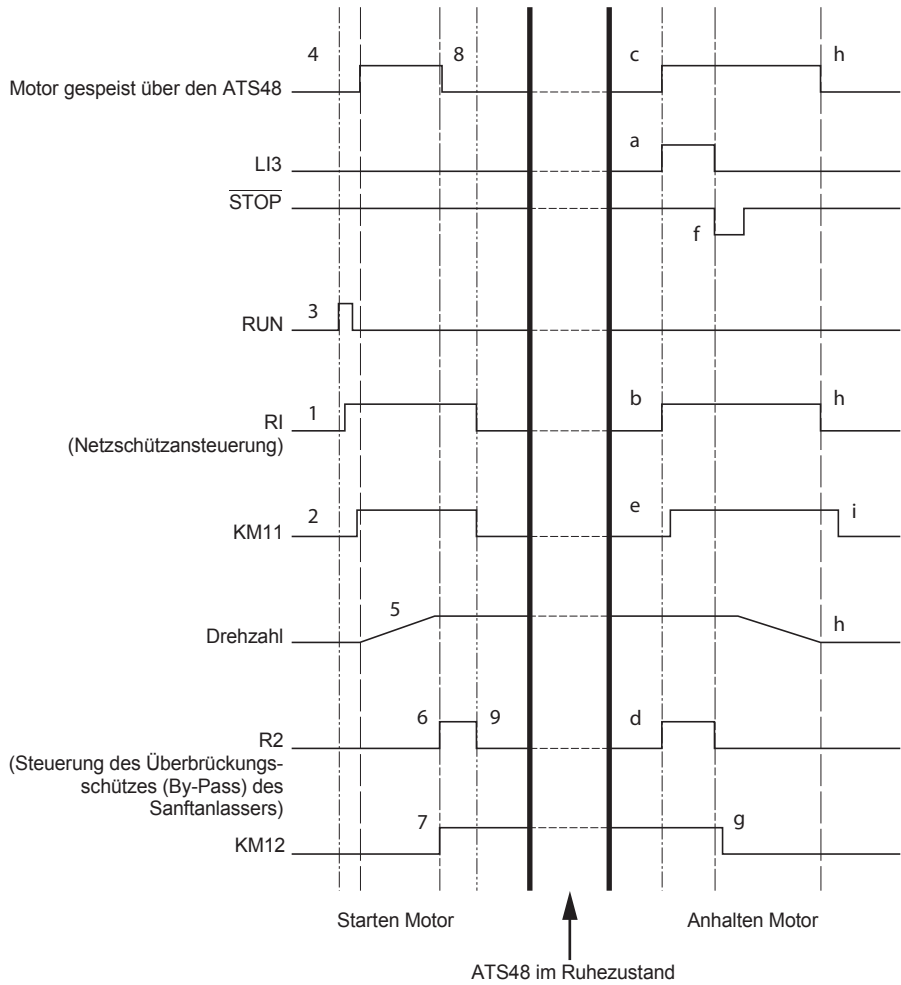 4
8
c
h
Motor gespeist über den ATS48
a
LI3
STOP
f
3
RUN
1
b
h
RI
(Netzschützansteuerung)
2
e
i
KM11
5
Drehzahl
h
6
9
d
R2
(Steuerung des Überbrückungs-
schützes (By-Pass) des
Sanftanlassers)
7
g
KM12
Starten Motor
Anhalten Motor
ATS48 im Ruhezustand